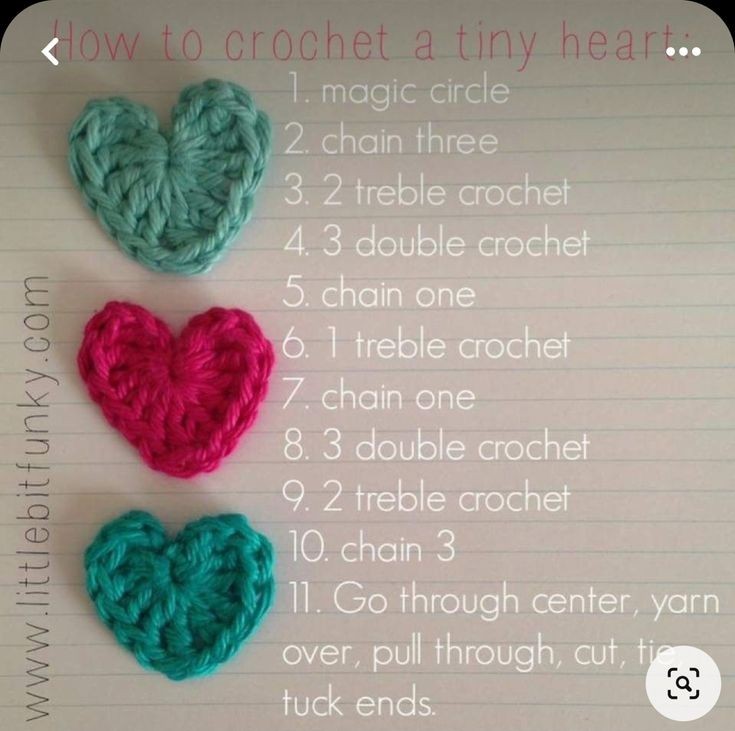 How to crochet a tiny heart:
1. magic circle
2. chain three
3. 2 treble crochet
4. 3 double crochet
5. chain one
6. 1 treble crochet
7. chain one
8. 3 double crochet
9. 2 treble crochet
10. chain 3
11. Go through center, yarn
over, pull through, cut, tie,
tuck ends.
www.littlebitfunky.com